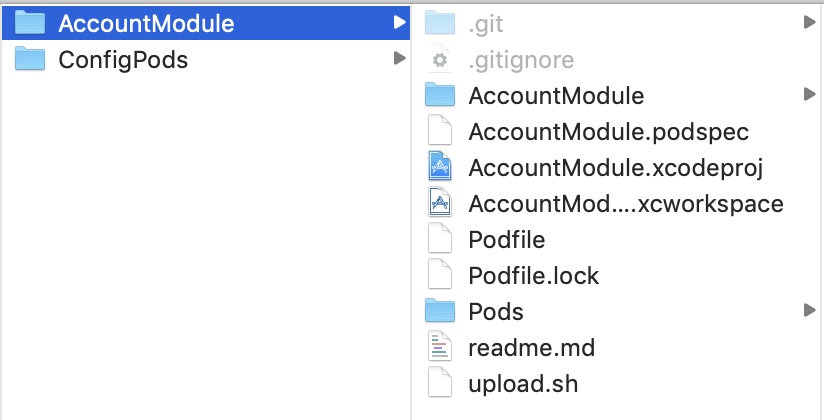 AccountModule
ConfigPods
.git
.gitignore
AccountModule
AccountModule.podspec
AccountModule.xcodeproj
AccountMod....xcworkspace
Podfile
Podfile.lock
Pods
readme.md
upload.sh